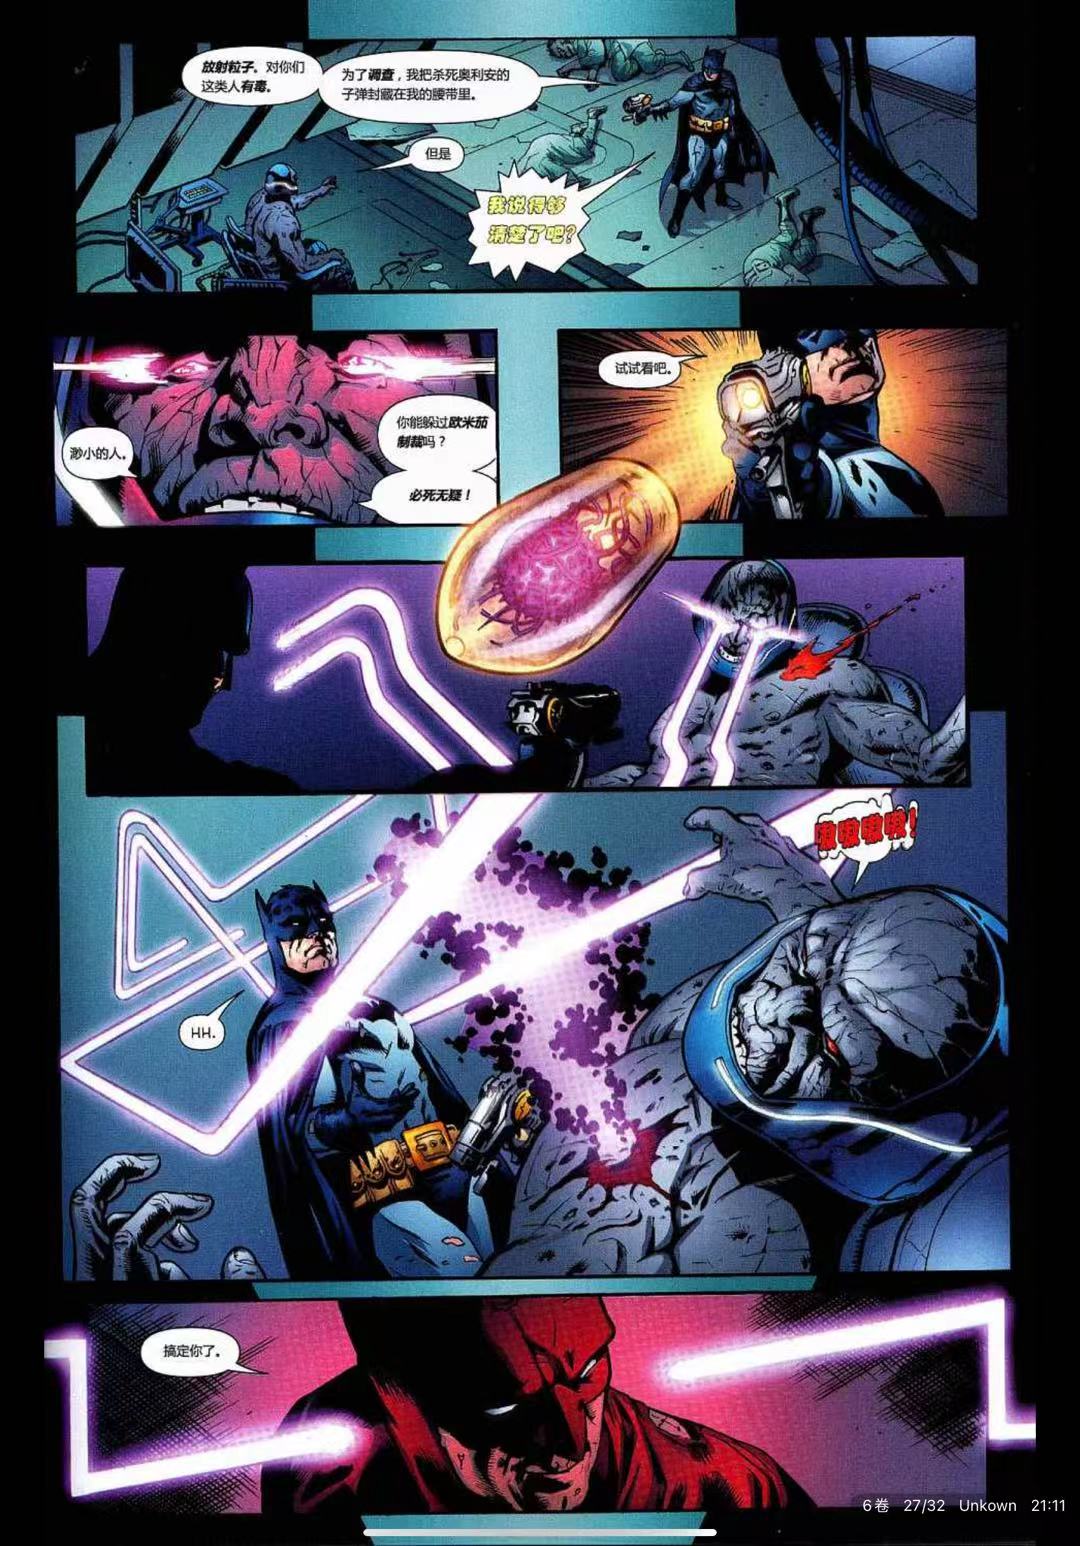 放射粒子。对你们
这类人有毒。
为了调查，我把杀死奥利安的
子弹封藏在我的腰带里。
但是
我说得够
清楚了吧？
渺小的人。
你能躲过欧米茄
制裁吗？
必死无疑！
试试看吧。
嗷嗷嗷嗷！
HH.
搞定你了。
6卷 27/32 Unkown 21:11